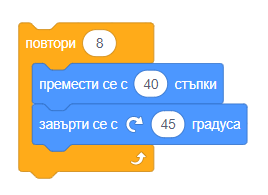 повтори 8
премести се с 40 стъпки
завърти се с 45 градуса